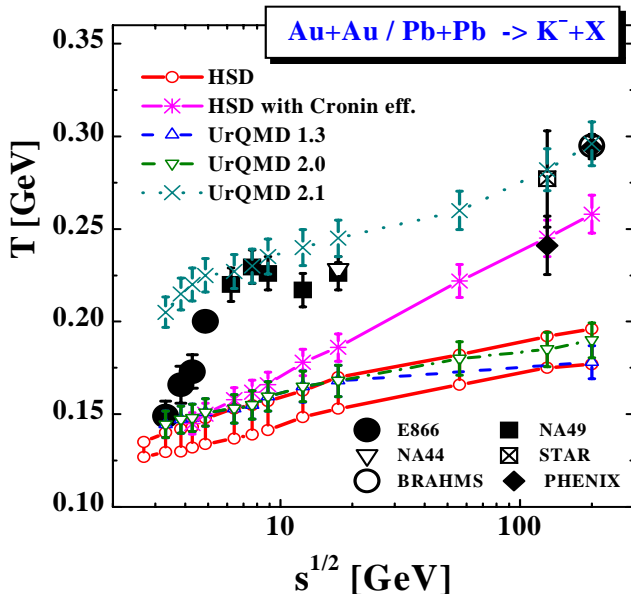 Au+Au / Pb+Pb -> K⁻+X
HSD
HSD with Cronin eff.
UrQMD 1.3
UrQMD 2.0
UrQMD 2.1
T [GeV]
0.35
0.30
0.25
0.20
0.15
0.10
E866
NA49
NA44
STAR
BRAHMS
PHENIX
10
100
s^{1/2} [GeV]